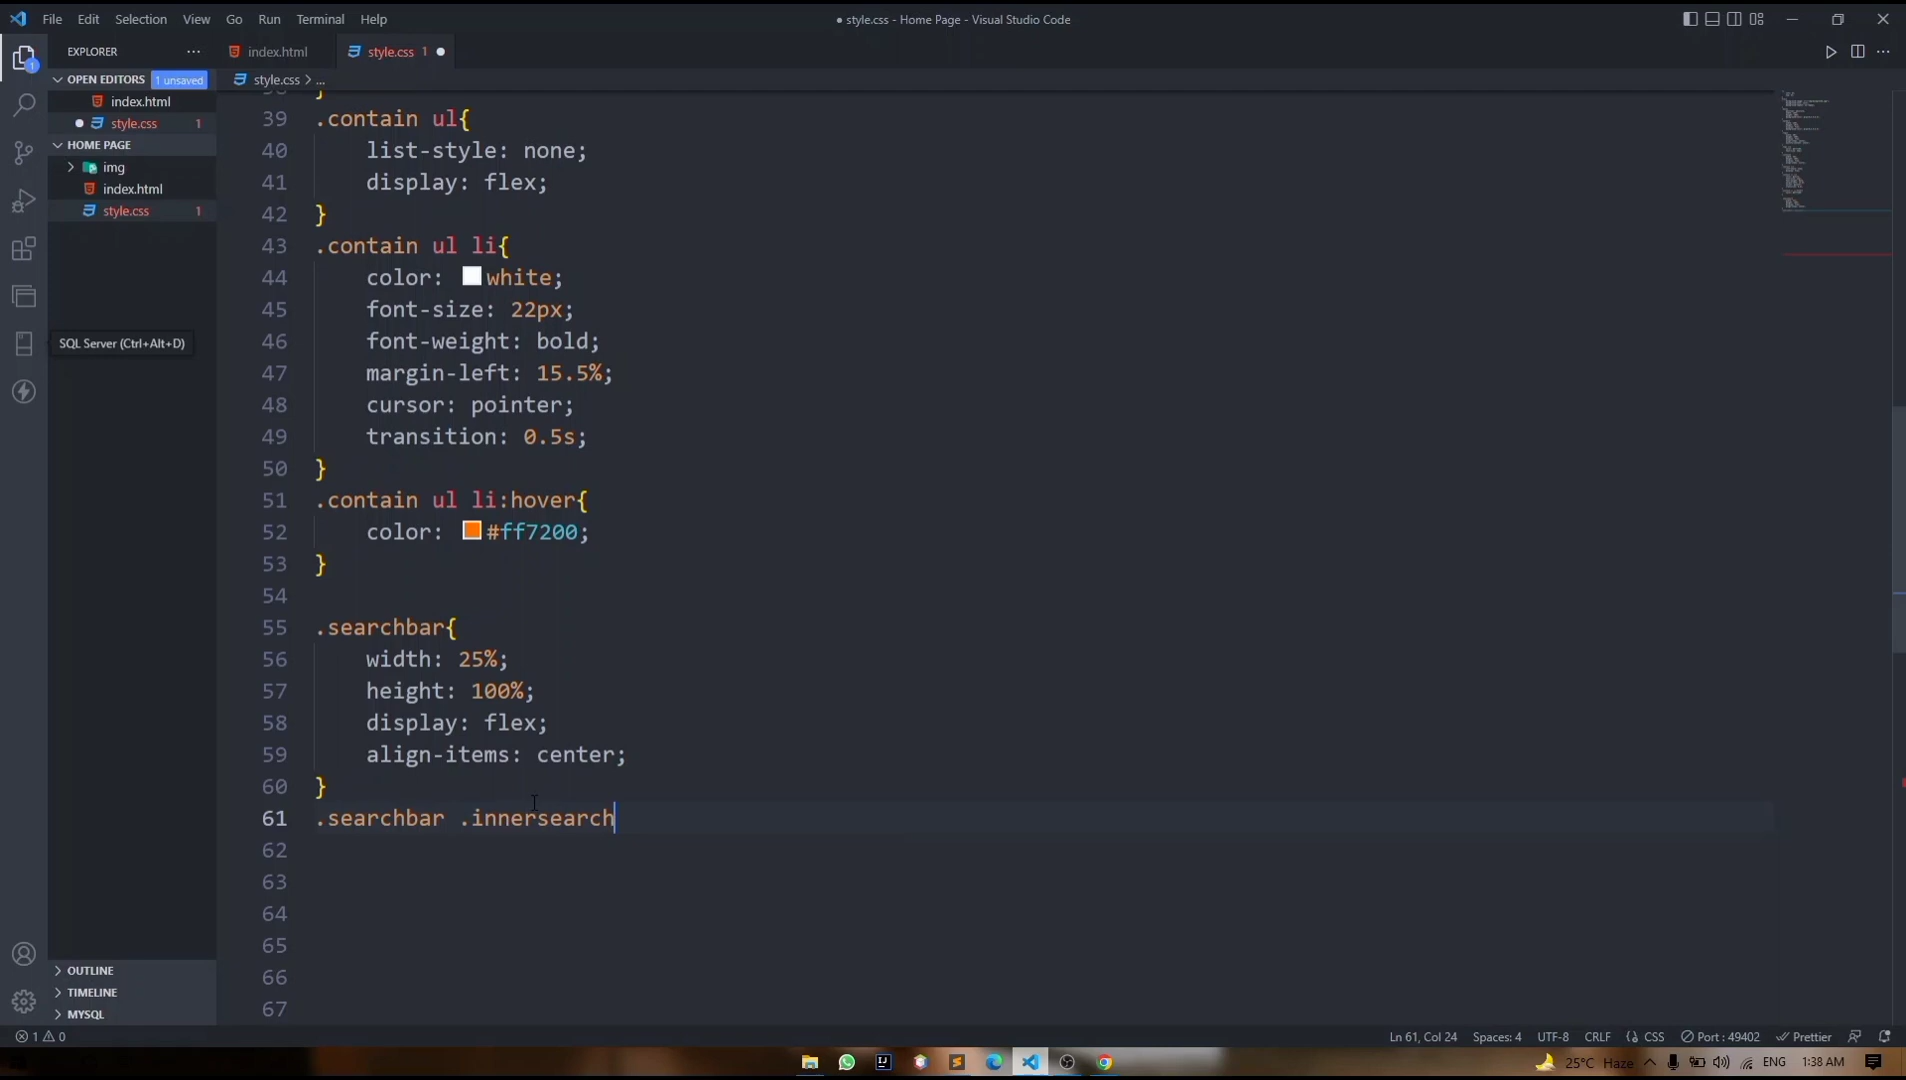 File Edit Selection View Go Run Terminal Help
● style.css - Home Page - Visual Studio Code
EXPLORER ...
index.html
style.css 1 ●
OPEN EDITORS 1 unsaved
style.css > ...
index.html
style.css 1
HOME PAGE
img
index.html
style.css 1
1
SQL Server (Ctrl+Alt+D)
39 .contain ul{
40 list-style: none;
41 display: flex;
42 }
43 .contain ul li{
44 color: white;
45 font-size: 22px;
46 font-weight: bold;
47 margin-left: 15.5%;
48 cursor: pointer;
49 transition: 0.5s;
50 }
51 .contain ul li:hover{
52 color: #ff7200;
53 }
54
55 .searchbar{
56 width: 25%;
57 height: 100%;
58 display: flex;
59 align-items: center;
60 }
61 .searchbar .innersearch
62
63
64
65
66
67
OUTLINE
TIMELINE
MYSQL
1 0
Ln 61, Col 24 Spaces: 4 UTF-8 CRLF {} CSS Port : 49402 Prettier
25°C Haze ENG 1:38 AM